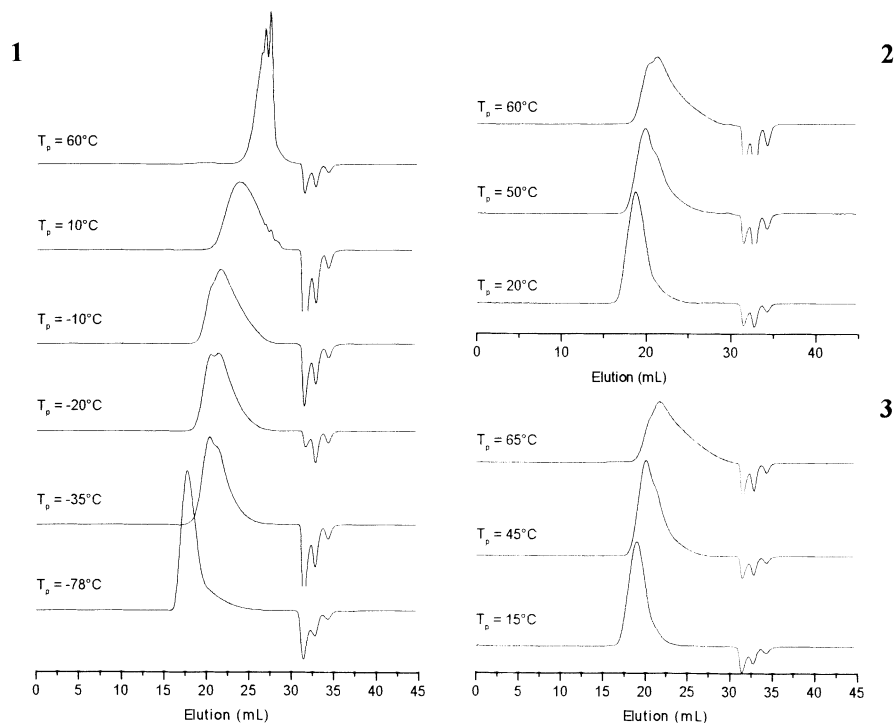 1
T_p = 60°C
T_p = 10°C
T_p = -10°C
T_p = -20°C
T_p = -35°C
T_p = -78°C
0 5 10 15 20 25 30 35 40 45
Elution (mL)
2
T_p = 60°C
T_p = 50°C
T_p = 20°C
0 10 20 30 40
Elution (mL)
3
T_p = 65°C
T_p = 45°C
T_p = 15°C
0 5 10 15 20 25 30 35 40 45
Elution (mL)